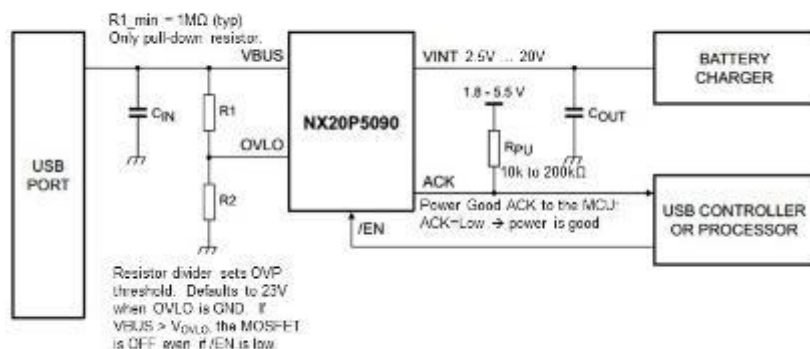 R1_min = 1MΩ (typ)
Only pull-down resistor.
VBUS
VINT 2.5V ... 20V
BATTERY
CHARGER
1.8 - 5.5 V
CIN
R1
NX20P5090
COUT
OVLO
RPU
10k to 200kΩ
USB
PORT
R2
ACK
Power Good ACK to the MCU:
ACK=Low → power is good
USB CONTROLLER
OR PROCESSOR
/EN
Resistor divider sets OVP
threshold. Defaults to 23V
when OVLO is GND. If
VBUS > VOVLO, the MOSFET
is OFF even if /EN is low